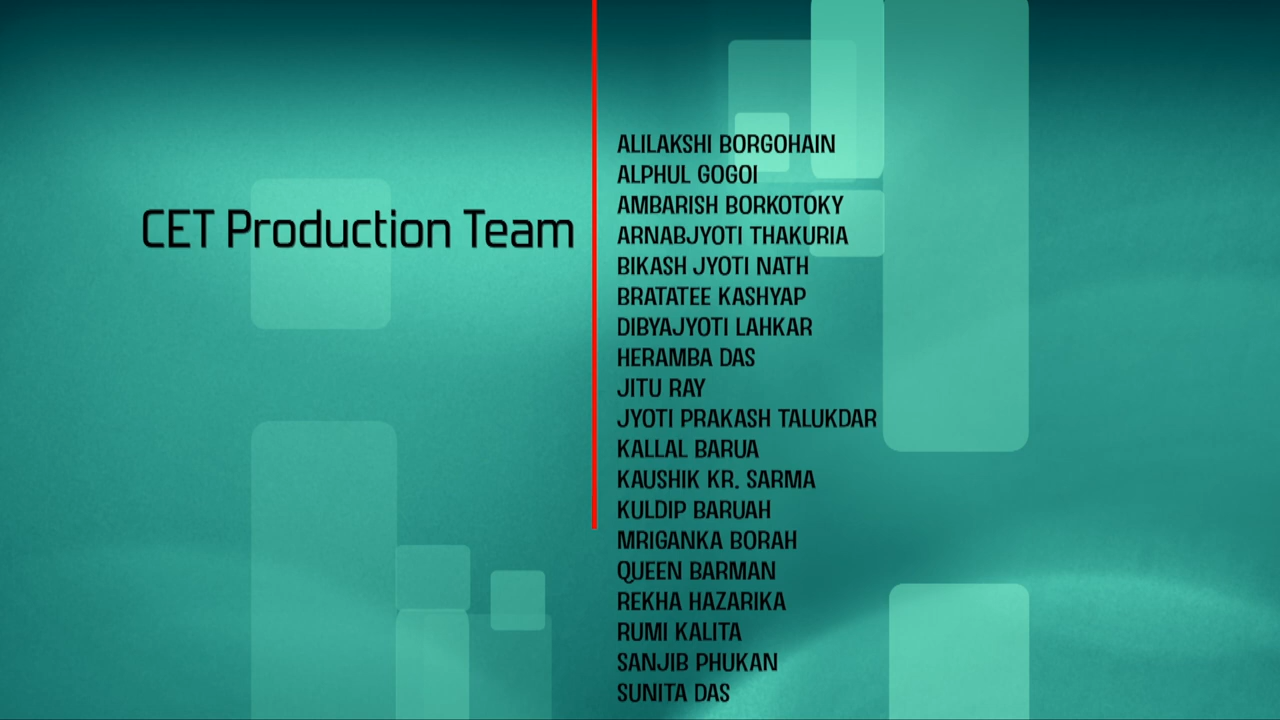 CET Production Team
ALILAKSHI BORGOHAIN
ALPHUL GOGOI
AMBARISH BORKOTOKY
ARNABJYOTI THAKURIA
BIKASH JYOTI NATH
BRATATEE KASHYAP
DIBYAJYOTI LAHKAR
HERAMBA DAS
JITU RAY
JYOTI PRAKASH TALUKDAR
KALLAL BARUA
KAUSHIK KR. SARMA
KULDIP BARUAH
MRIGANKA BORAH
QUEEN BARMAN
REKHA HAZARIKA
RUMI KALITA
SANJIB PHUKAN
SUNITA DAS